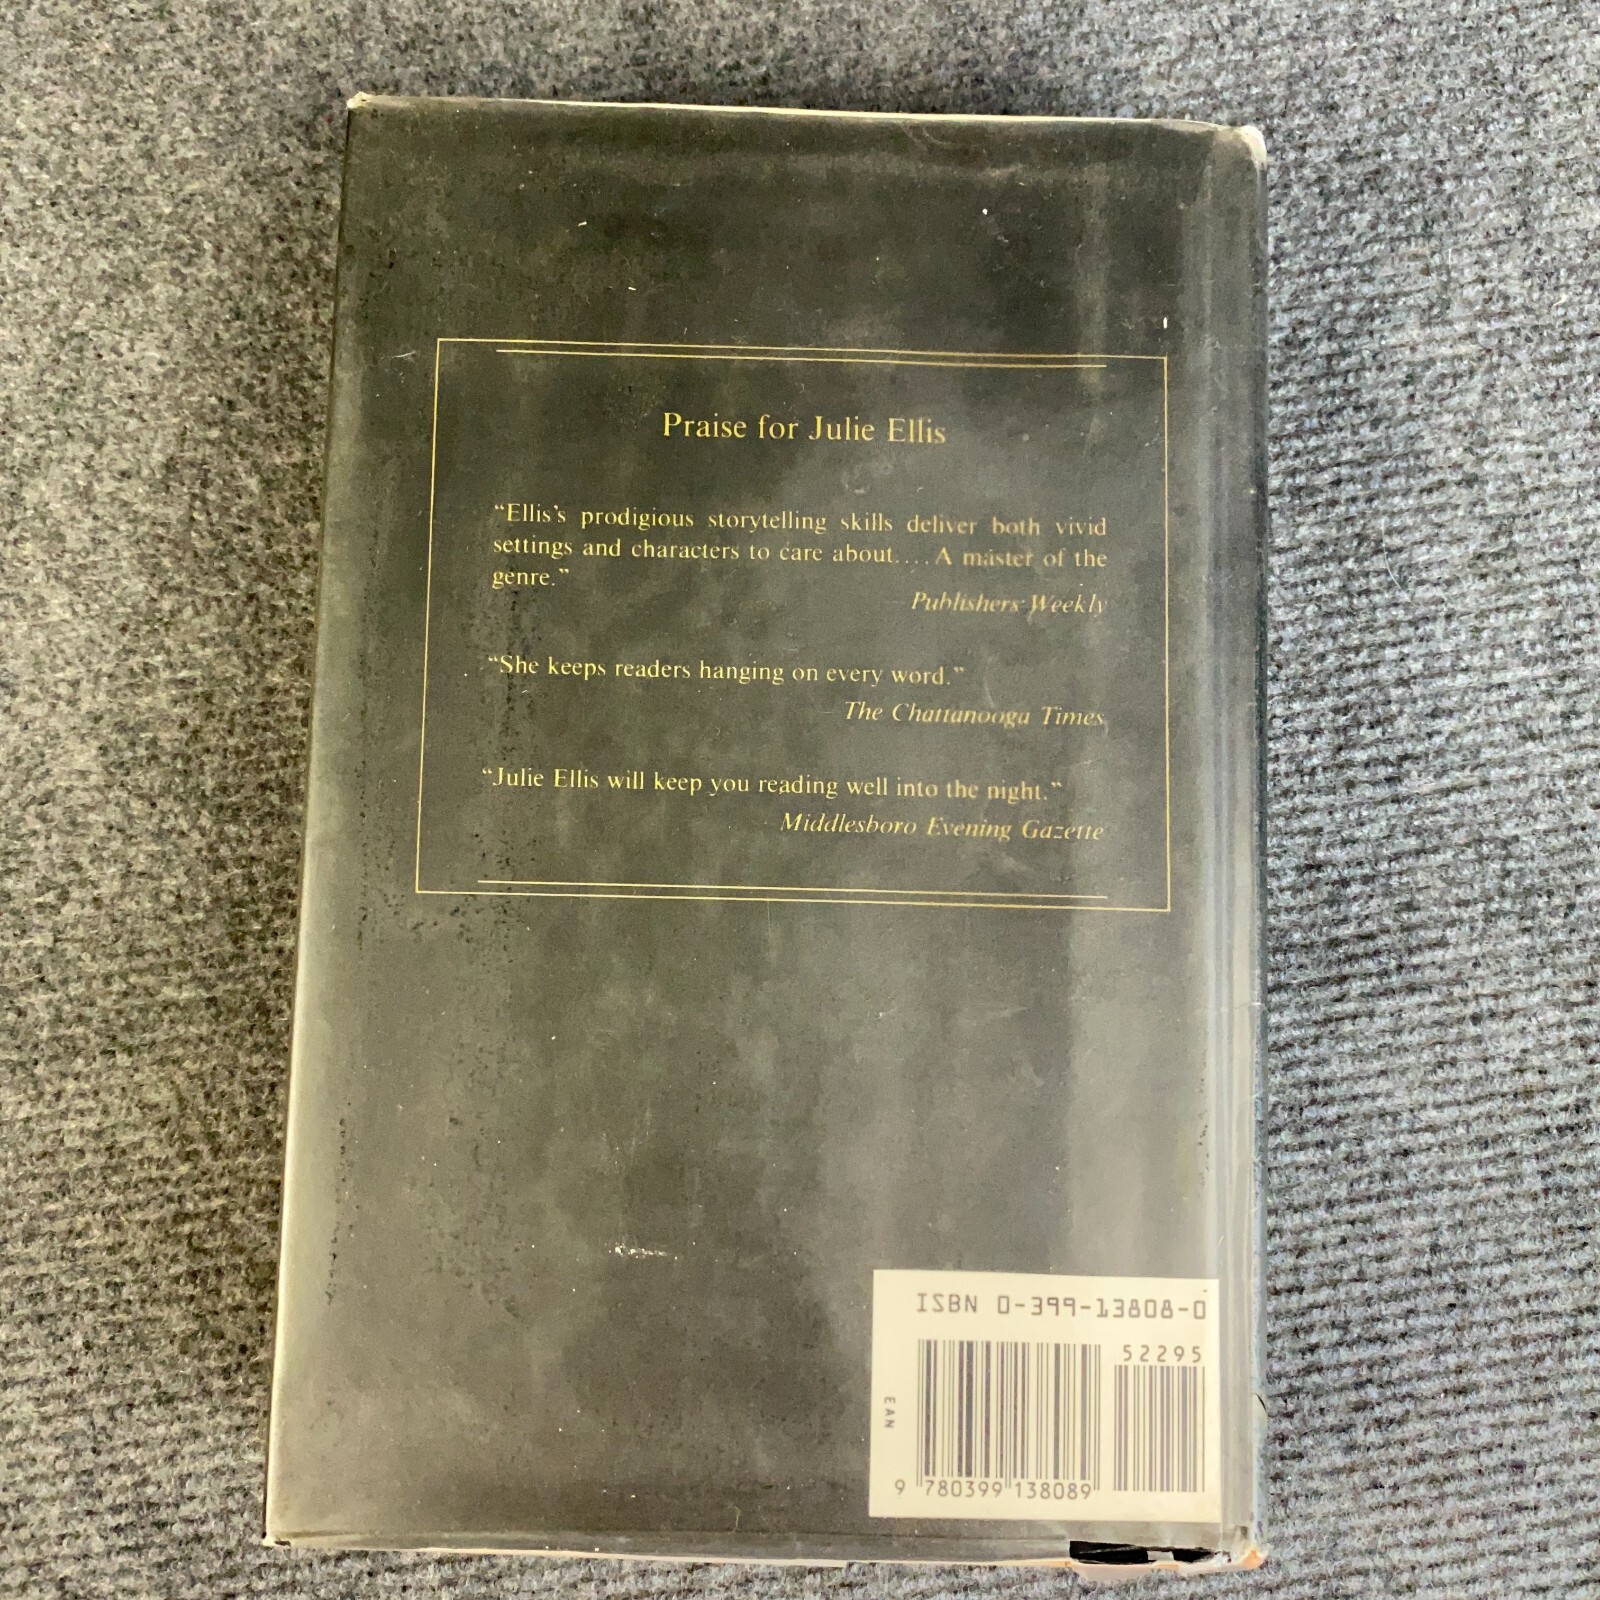 Praise for Julie Ellis
“Ellis’s prodigious storytelling skills deliver both vivid
settings and characters to care about.... A master of the
genre.”
Publishers Weekly
“She keeps readers hanging on every word.”
The Chattanooga Times
“Julie Ellis will keep you reading well into the night.”
Middlesboro Evening Gazette
ISBN 0-399-13808-0
52295
EAN
9 780399 138089